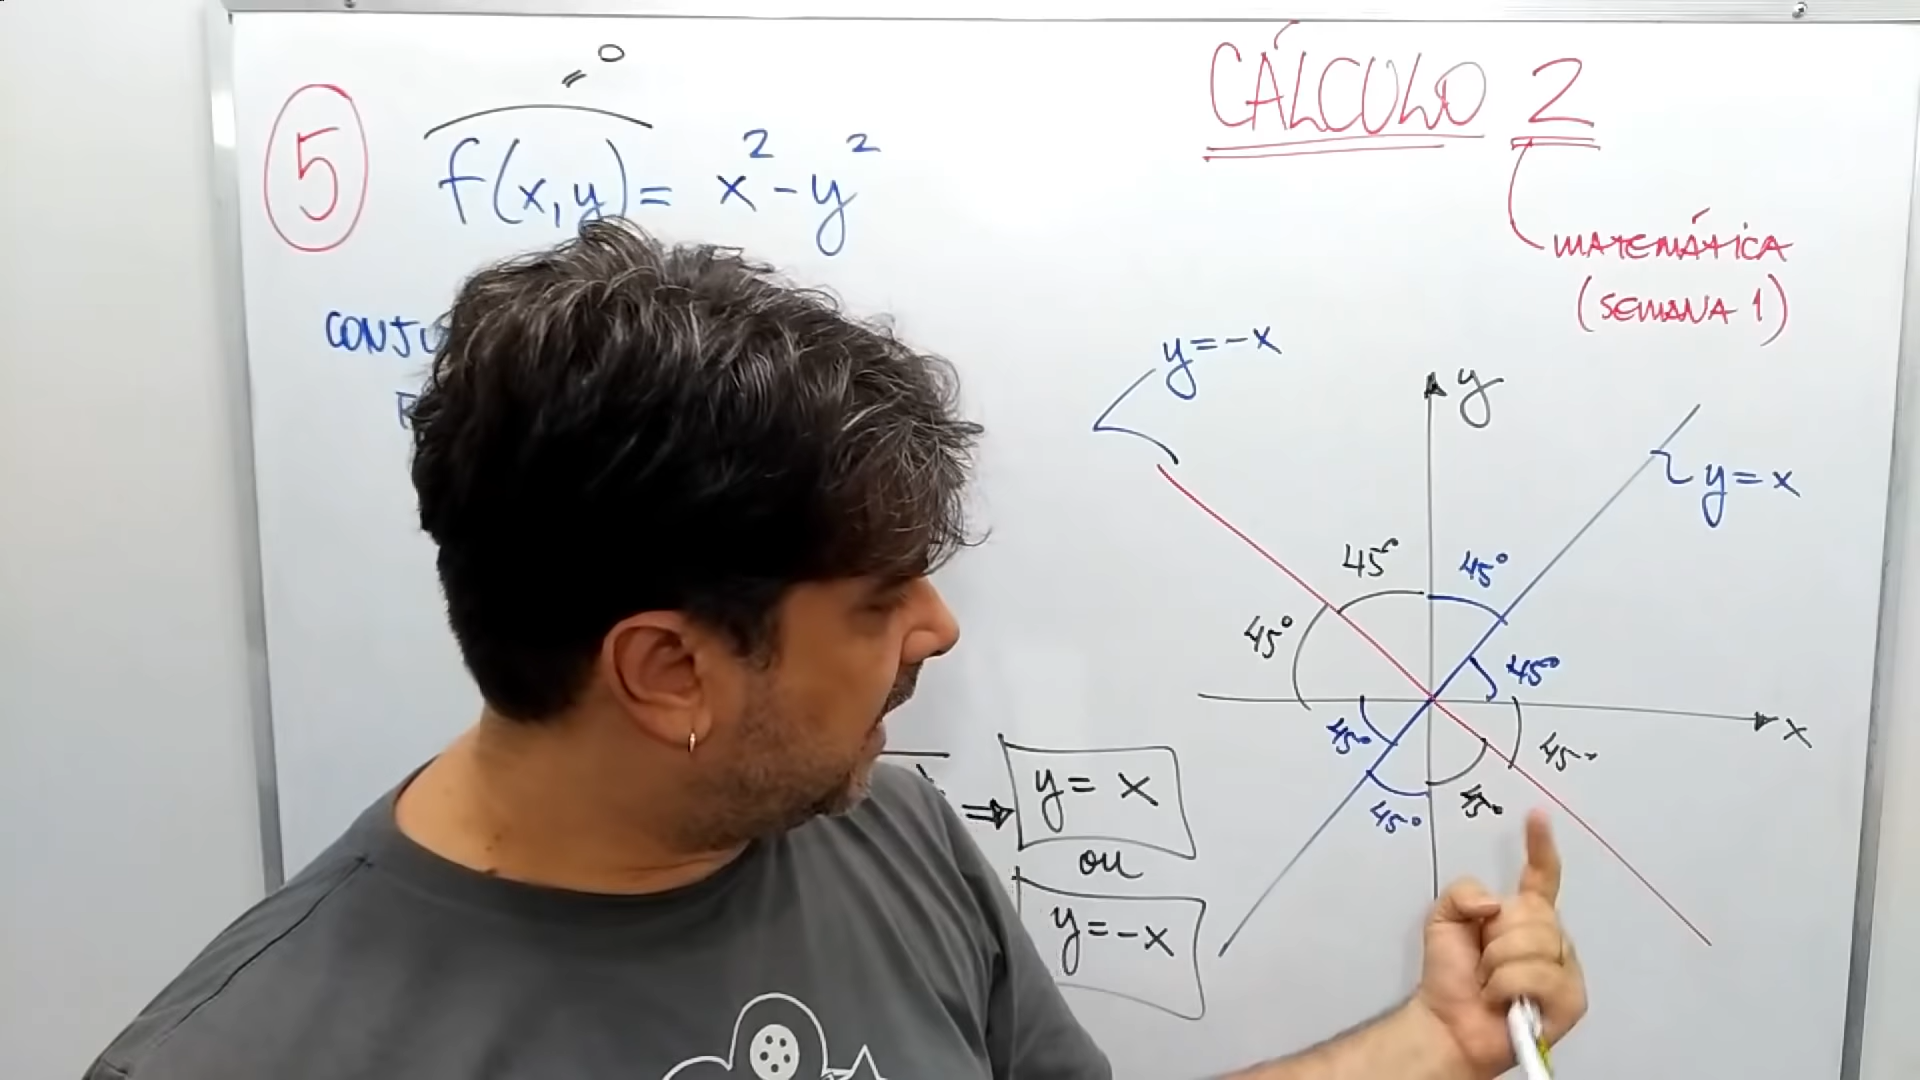 CÁLCULO 2
MATEMÁTICA
(SEMANA 1)
5
= 0
f(x,y) = x² - y²
y = -x
y
y = x
45°
45°
45°
45°
x
45°
45°
45°
45°
⇒ y = x
ou
y = -x